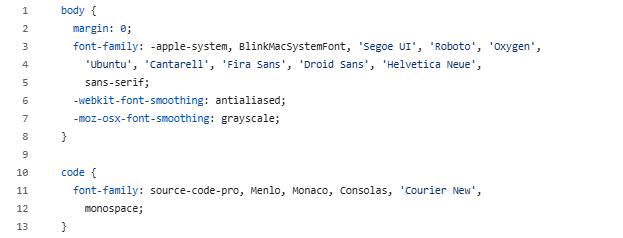 1 body {
2 margin: 0;
3 font-family: -apple-system, BlinkMacSystemFont, 'Segoe UI', 'Roboto', 'Oxygen',
4 'Ubuntu', 'Cantarell', 'Fira Sans', 'Droid Sans', 'Helvetica Neue',
5 sans-serif;
6 -webkit-font-smoothing: antialiased;
7 -moz-osx-font-smoothing: grayscale;
8 }
9
10 code {
11 font-family: source-code-pro, Menlo, Monaco, Consolas, 'Courier New',
12 monospace;
13 }